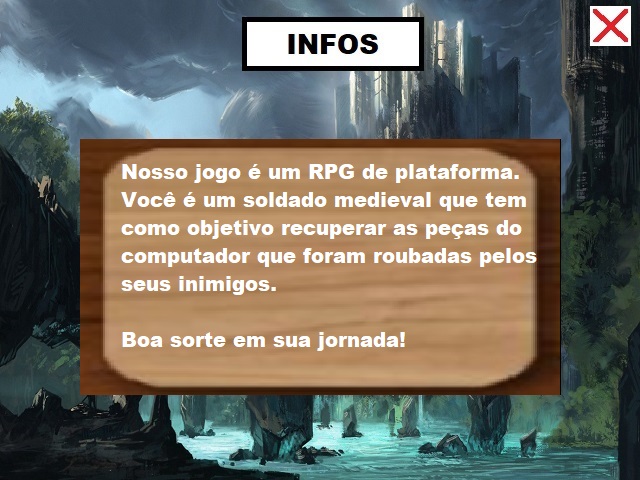 INFOS
Nosso jogo é um RPG de plataforma.
Você é um soldado medieval que tem
como objetivo recuperar as peças do
computador que foram roubadas pelos
seus inimigos.
Boa sorte em sua jornada!